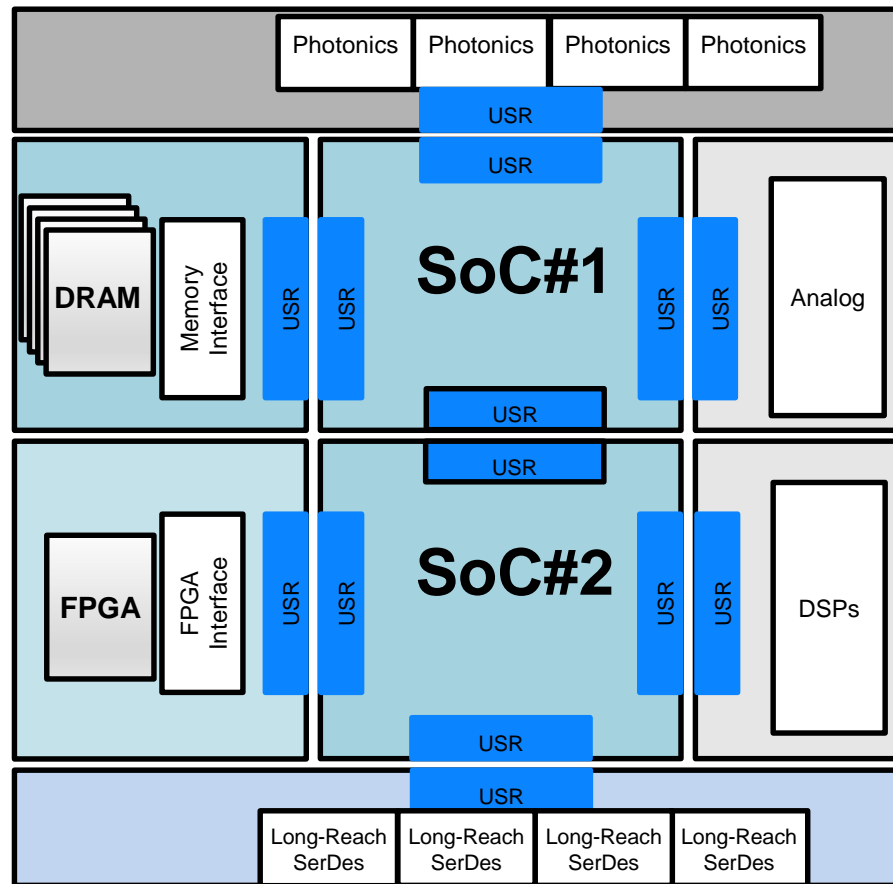 Photonics
Photonics
Photonics
Photonics
USR
USR
DRAM
Memory
Interface
USR
USR
SoC#1
USR
USR
Analog
USR
USR
FPGA
FPGA
Interface
USR
USR
SoC#2
USR
USR
DSPs
USR
USR
Long-Reach
SerDes
Long-Reach
SerDes
Long-Reach
SerDes
Long-Reach
SerDes